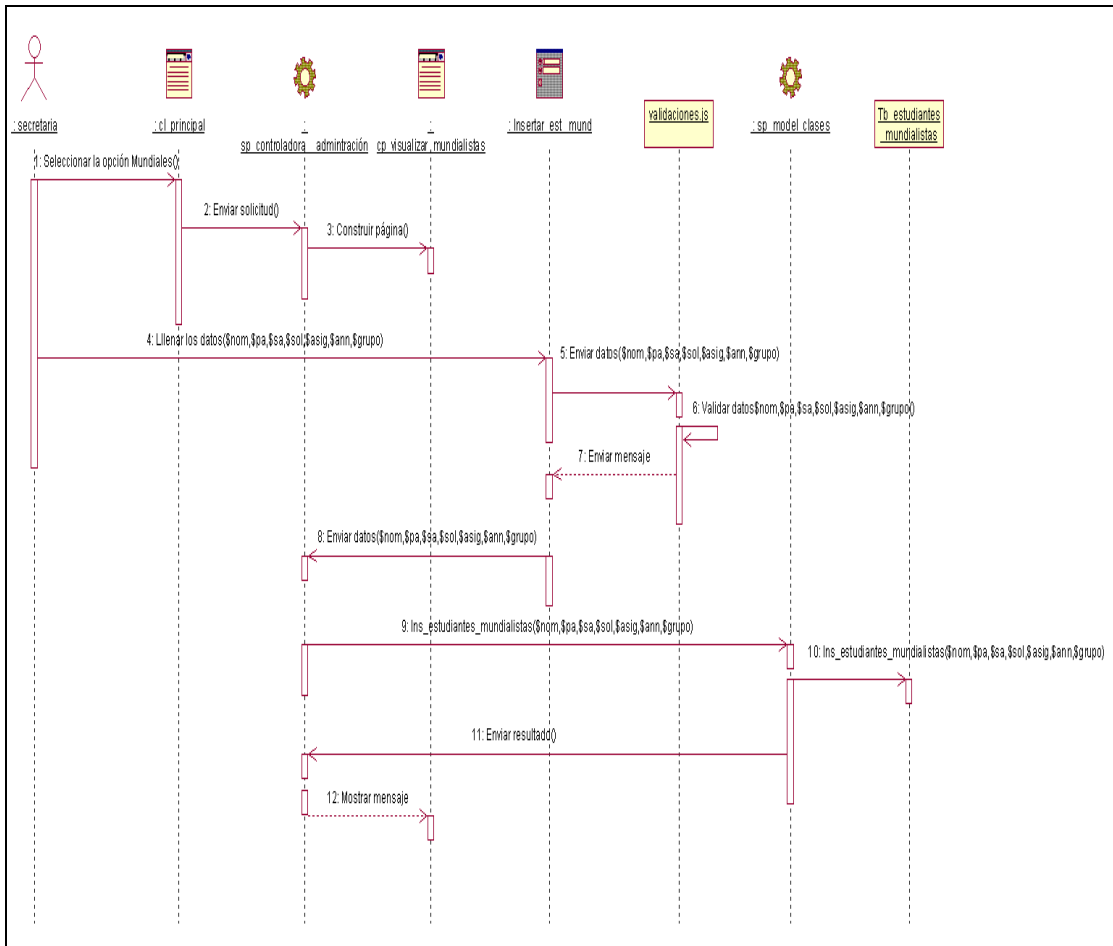 : secretaria
: cl_principal
:
sp_controladora_ admintración
:
cp_visualizar_mundialistas
: Insertar_est_mund
validaciones.js
: sp_model_clases
Tb_estudiantes
_mundialistas
1: Seleccionar la opción Mundiales()
2: Enviar solicitud()
3: Construir página()
4: Lllenar los datos($nom,$pa,$sa,$sol,$asig,$ann,$grupo)
5: Enviar datos($nom,$pa,$sa,$sol,$asig,$ann,$grupo)
6: Validar datos$nom,$pa,$sa,$sol,$asig,$ann,$grupo()
7: Enviar mensaje
8: Enviar datos($nom,$pa,$sa,$sol,$asig,$ann,$grupo)
9: Ins_estudiantes_mundialistas($nom,$pa,$sa,$sol,$asig,$ann,$grupo)
10: Ins_estudiantes_mundialistas($nom,$pa,$sa,$sol,$asig,$ann,$grupo)
11: Enviar resultado()
12: Mostrar mensaje